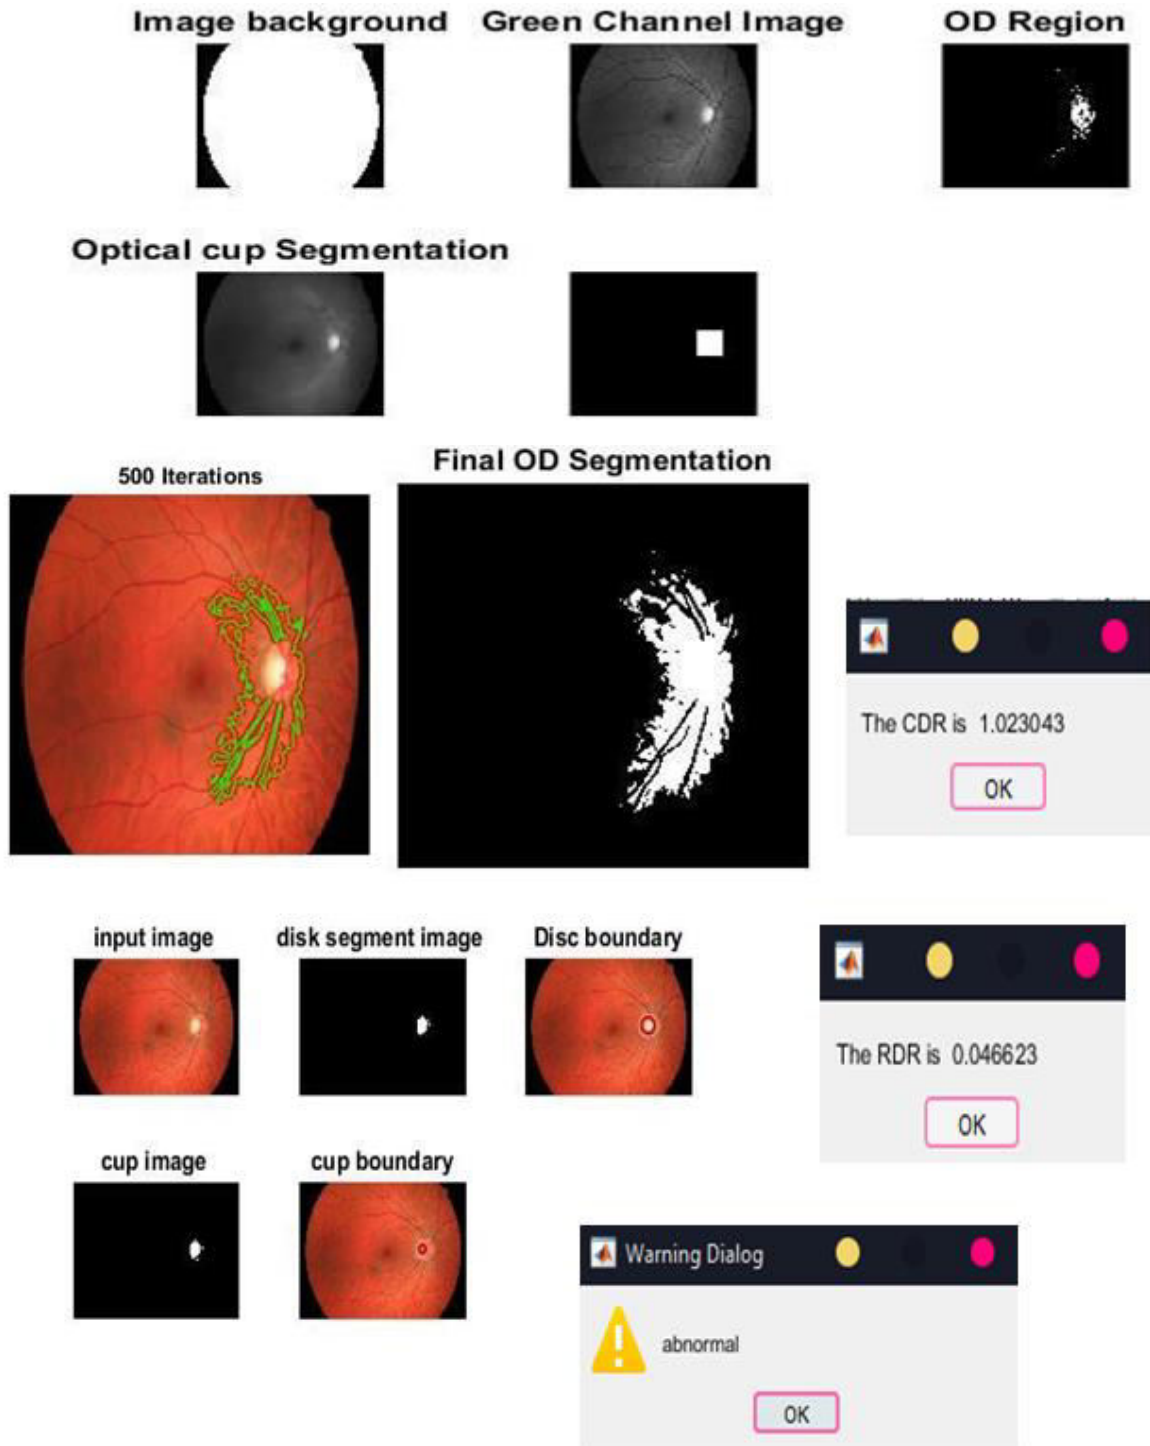 Image background
Green Channel Image
OD Region
Optical cup Segmentation
500 Iterations
Final OD Segmentation
The CDR is 1.023043
OK
input image
disk segment image
Disc boundary
The RDR is 0.046623
OK
cup image
cup boundary
Warning Dialog
abnormal
OK